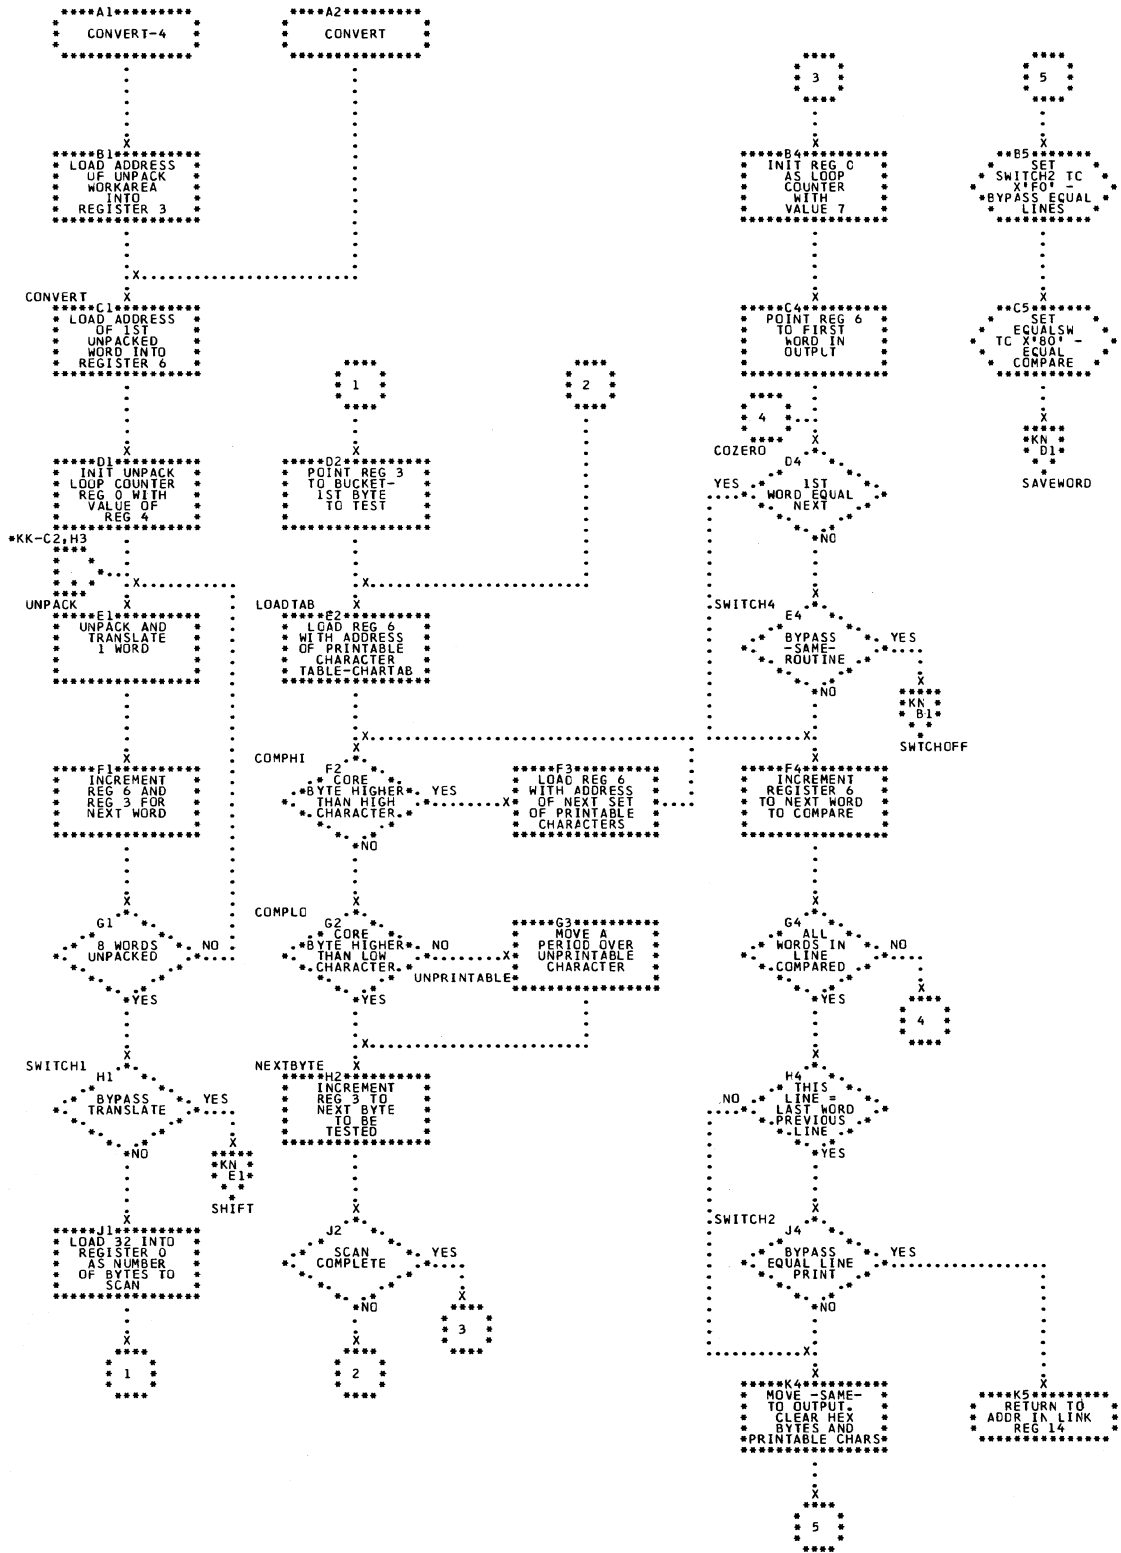 A1
CONVERT-4
A2
CONVERT
3
5
B1
LOAD ADDRESS
OF UNPACK
WORKAREA
INTO
REGISTER 3
B4
INIT REG 0
AS LOOP
COUNTER
WITH
VALUE 7
B5
SET
SWITCH2 TC
X'F0' -
BYPASS EQUAL
LINES
CONVERT
C1
LOAD ADDRESS
OF 1ST
UNPACKED
WORD INTO
REGISTER 6
C4
POINT REG 6
TO FIRST
WORD IN
OUTPUT
C5
SET
EQUALSW
TC X'80' -
EQUAL
COMPARE
1
2
4
COZERO
KN
D1
SAVEWORD
D1
INIT UNPACK
LOOP COUNTER
REG 0 WITH
VALUE OF
REG 4
D2
POINT REG 3
TO BUCKET-
1ST BYTE
TO TEST
D4
1ST
WORD EQUAL
NEXT
YES
NO
*KK-C2,H3
UNPACK
E1
UNPACK AND
TRANSLATE
1 WORD
LOADTAB
E2
LOAD REG 6
WITH ADDRESS
OF PRINTABLE
CHARACTER
TABLE-CHARTAB
SWITCH4
E4
BYPASS
-SAME-
ROUTINE
YES
NO
KN
B1
SWTCHOFF
F1
INCREMENT
REG 6 AND
REG 3 FOR
NEXT WORD
COMPHI
F2
CORE
BYTE HIGHER
THAN HIGH
CHARACTER
YES
NO
F3
LOAD REG 6
WITH ADDRESS
OF NEXT SET
OF PRINTABLE
CHARACTERS
F4
INCREMENT
REGISTER 6
TO NEXT WORD
TO COMPARE
G1
8 WORDS
UNPACKED
NO
YES
COMPLO
G2
CORE
BYTE HIGHER
THAN LOW
CHARACTER
NO
UNPRINTABLE
YES
G3
MOVE A
PERIOD OVER
UNPRINTABLE
CHARACTER
G4
ALL
WORDS IN
LINE
COMPARED
NO
YES
4
SWITCH1
H1
BYPASS
TRANSLATE
YES
NO
KN
E1
SHIFT
NEXTBYTE
H2
INCREMENT
REG 3 TO
NEXT BYTE
TO BE
TESTED
H4
THIS
LINE =
LAST WORD
PREVIOUS
LINE
NO
YES
J1
LOAD 32 INTO
REGISTER 0
AS NUMBER
OF BYTES TO
SCAN
J2
SCAN
COMPLETE
YES
NO
3
SWITCH2
J4
BYPASS
EQUAL LINE
PRINT
YES
NO
1
2
K4
MOVE -SAME-
TO OUTPUT.
CLEAR HEX
BYTES AND
PRINTABLE CHARS
K5
RETURN TO
ADDR IN LINK
REG 14
5